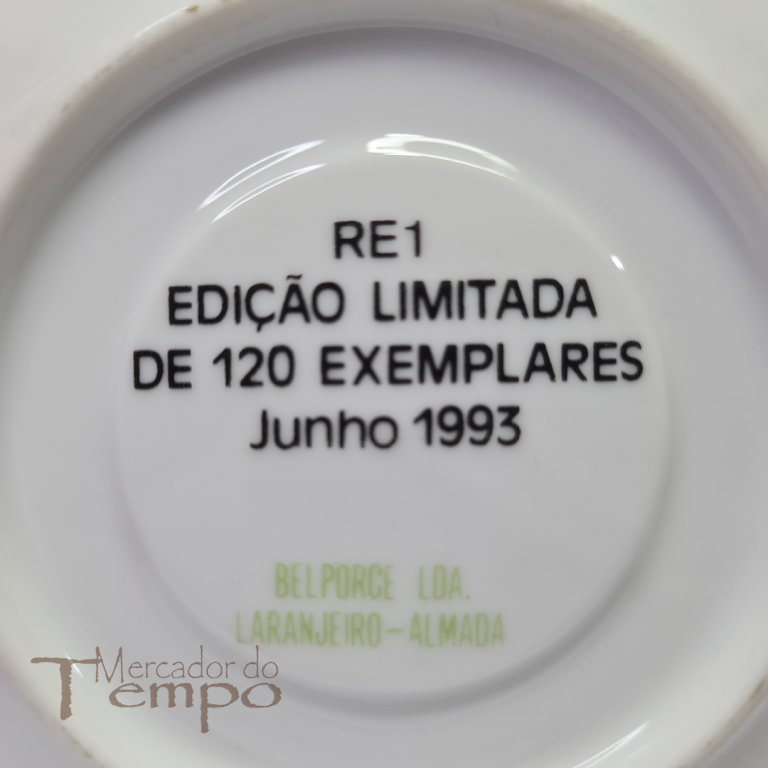 RE1
EDIÇÃO LIMITADA
DE 120 EXEMPLARES
Junho 1993
BELPORCE LDA.
LARANJEIRO-ALMADA
Mercador do
Tempo